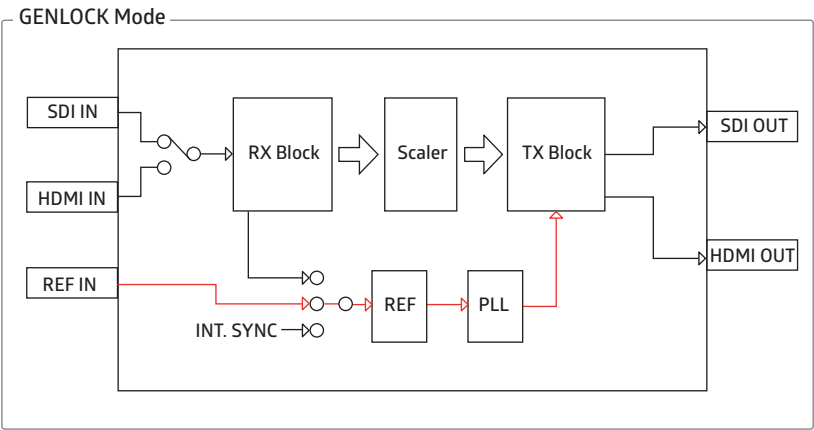 GENLOCK Mode
SDI IN
HDMI IN
REF IN
RX Block
Scaler
TX Block
SDI OUT
HDMI OUT
REF
PLL
INT. SYNC